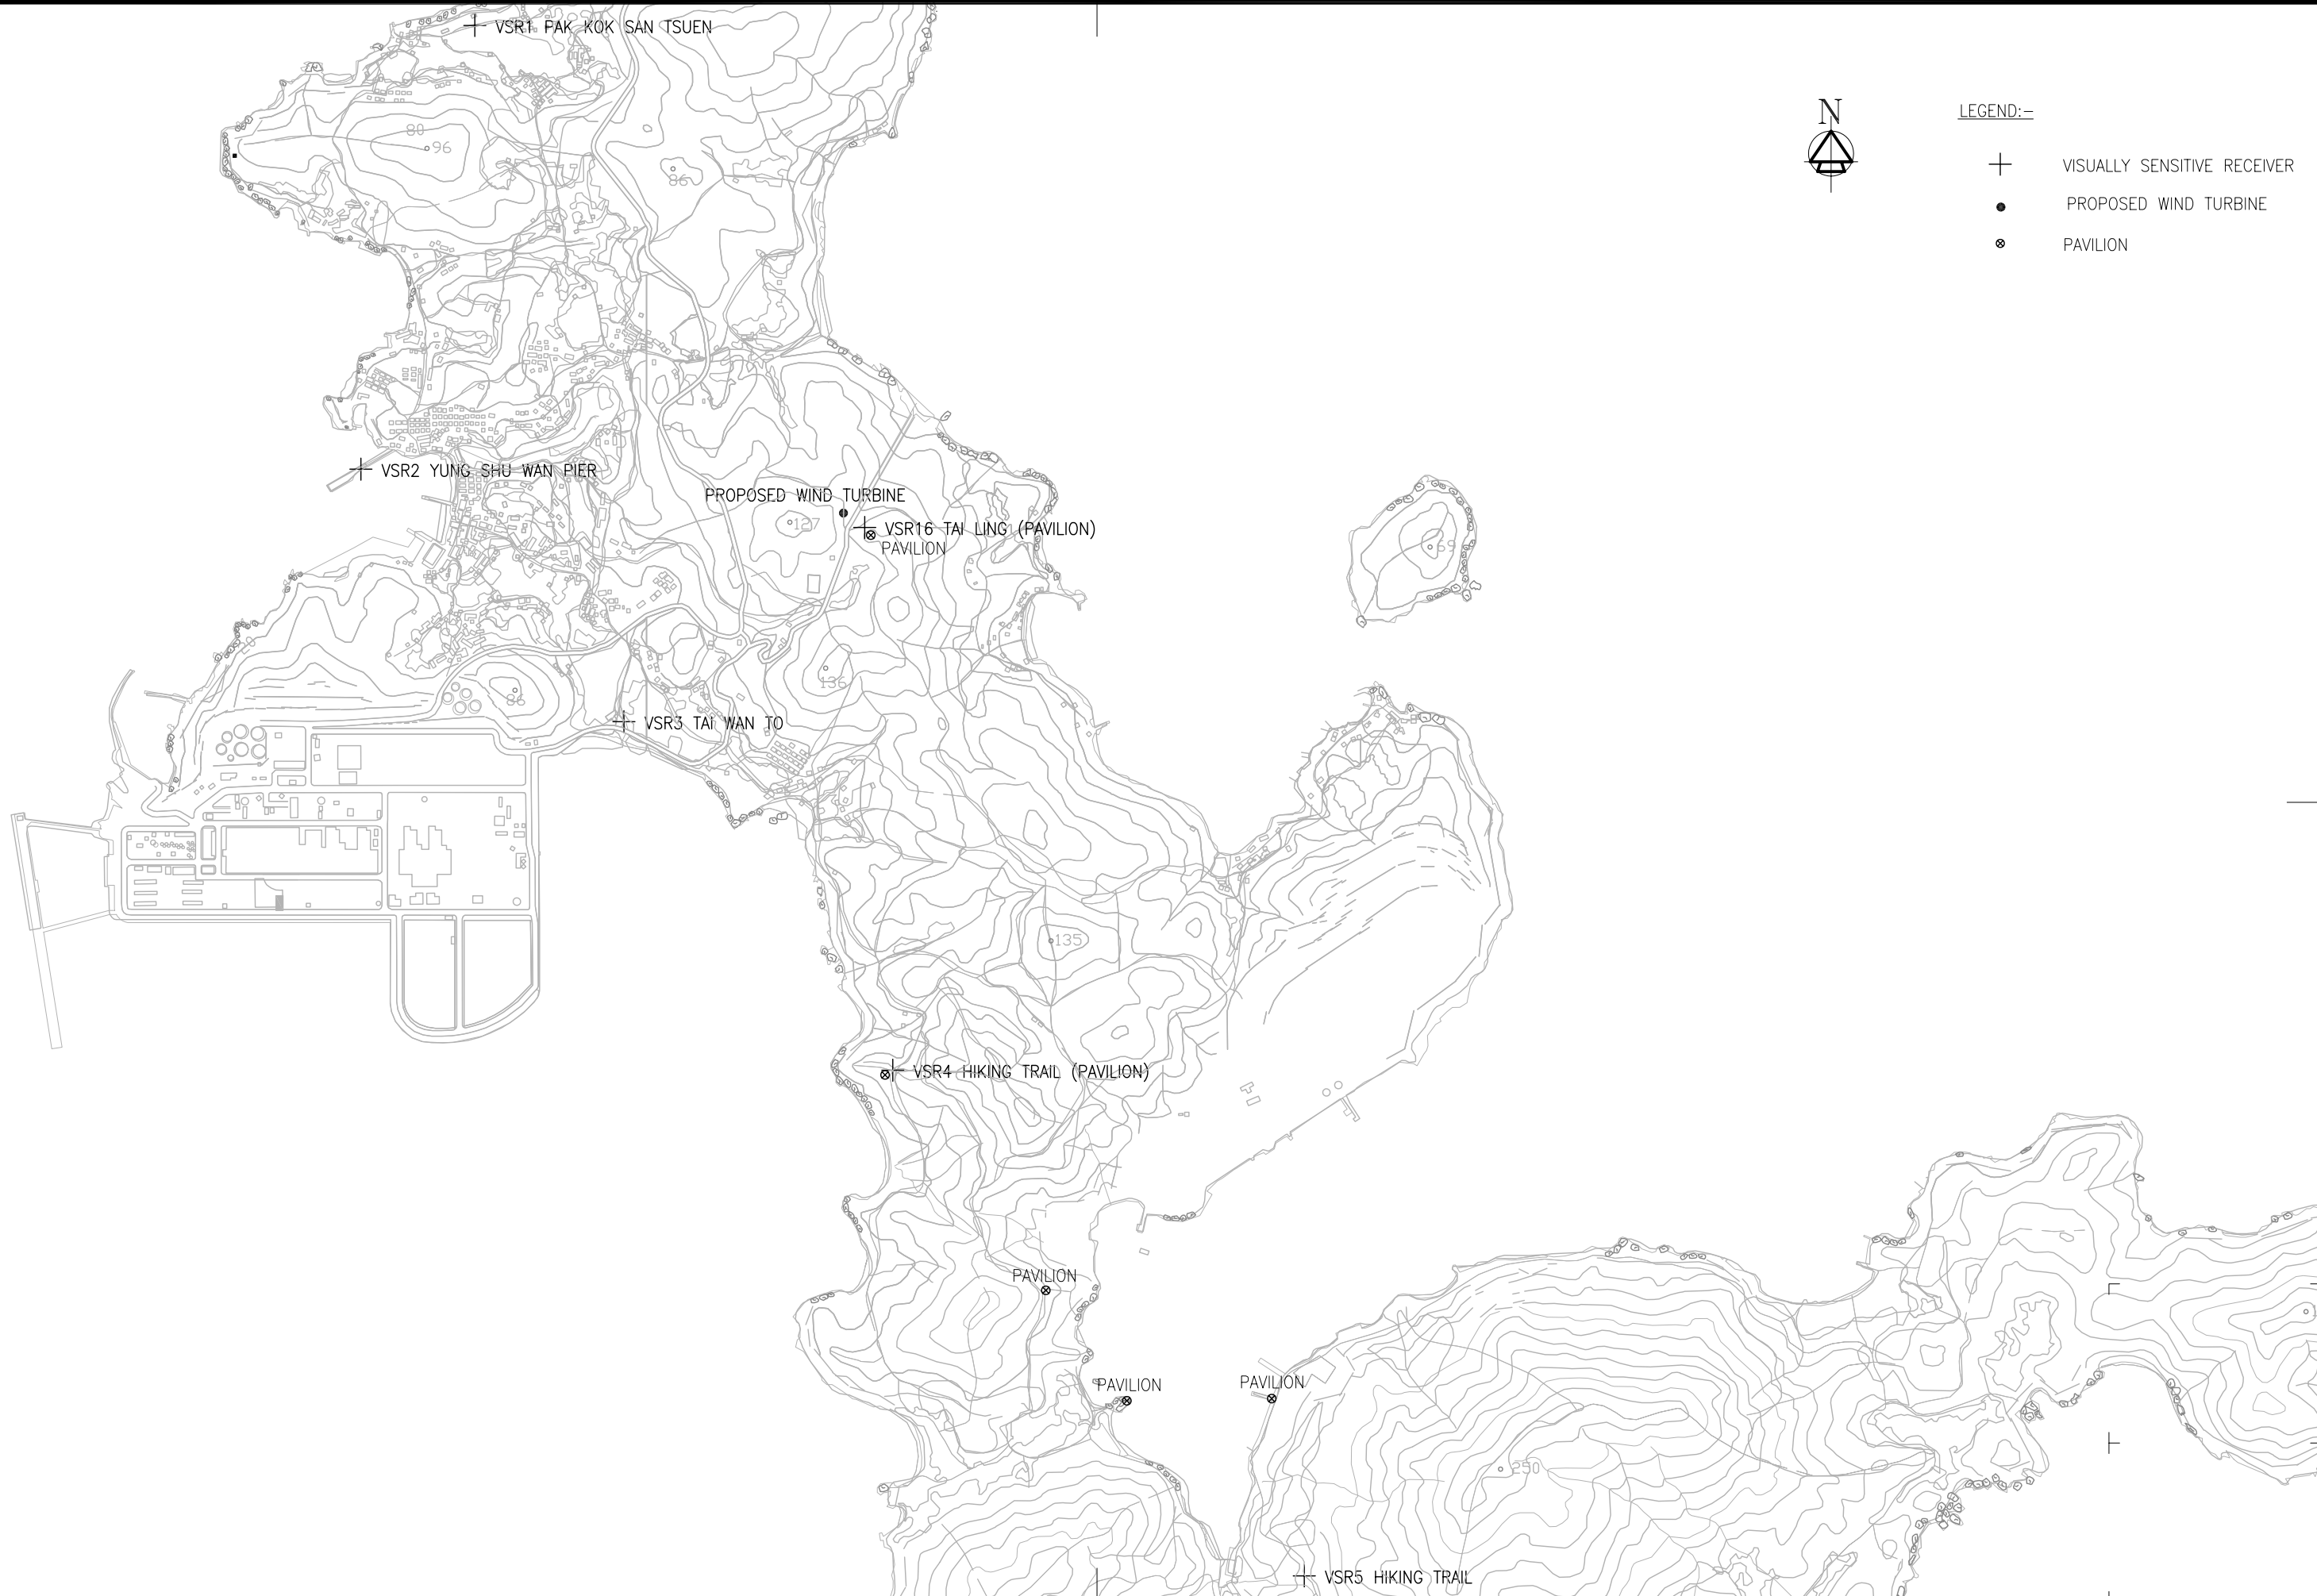 VSR1 PAK KOK SAN TSUEN
N
LEGEND:-
VISUALLY SENSITIVE RECEIVER
PROPOSED WIND TURBINE
PAVILION
80
96
86
VSR2 YUNG SHU WAN PIER
PROPOSED WIND TURBINE
127
VSR16 TAI LING (PAVILION)
PAVILION
69
136
VSR3 TAI WAN TO
135
VSR4 HIKING TRAIL (PAVILION)
PAVILION
PAVILION
PAVILION
250
VSR5 HIKING TRAIL